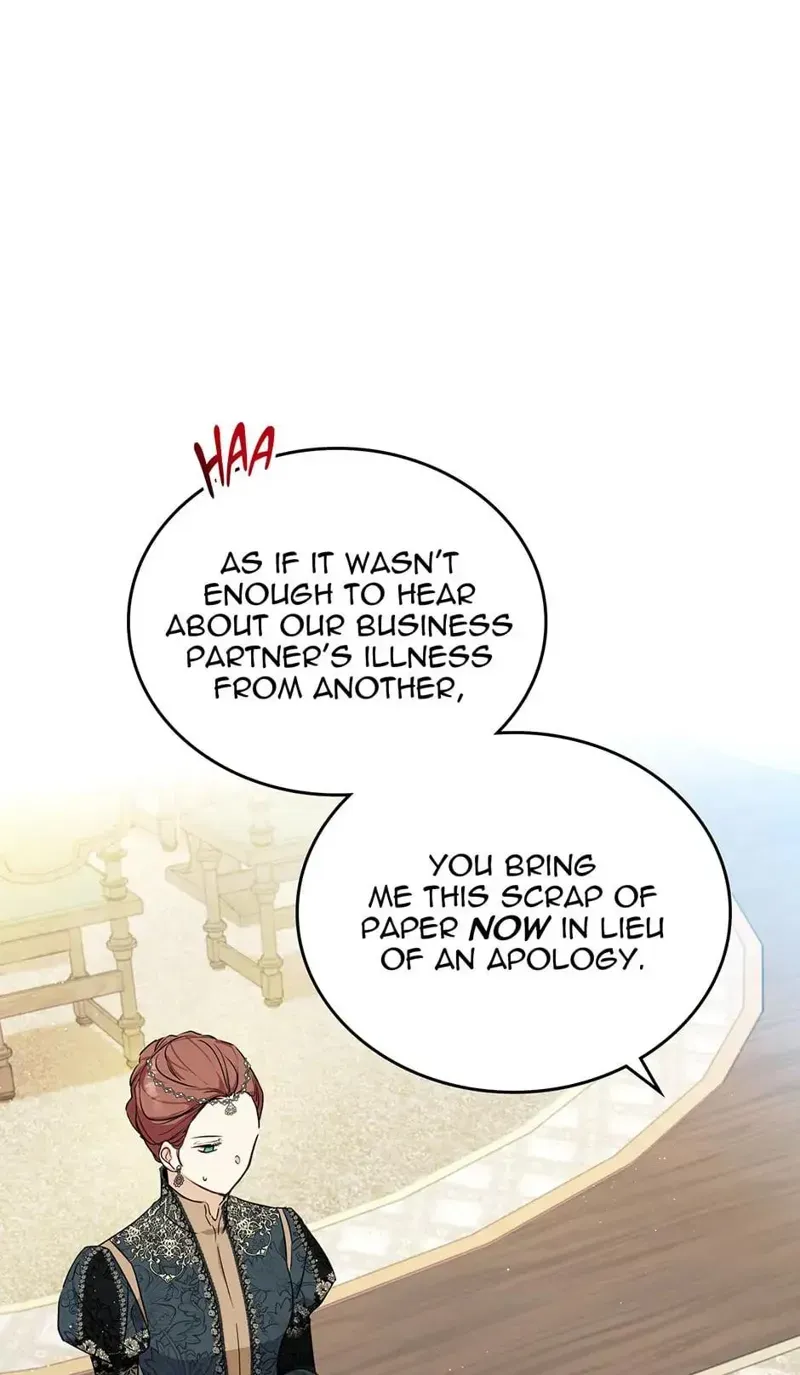 HAA
AS IF IT WASN'T
ENOUGH TO HEAR
ABOUT OUR BUSINESS
PARTNER'S ILLNESS
FROM ANOTHER,
YOU BRING
ME THIS SCRAP OF
PAPER NOW IN LIEU
OF AN APOLOGY.